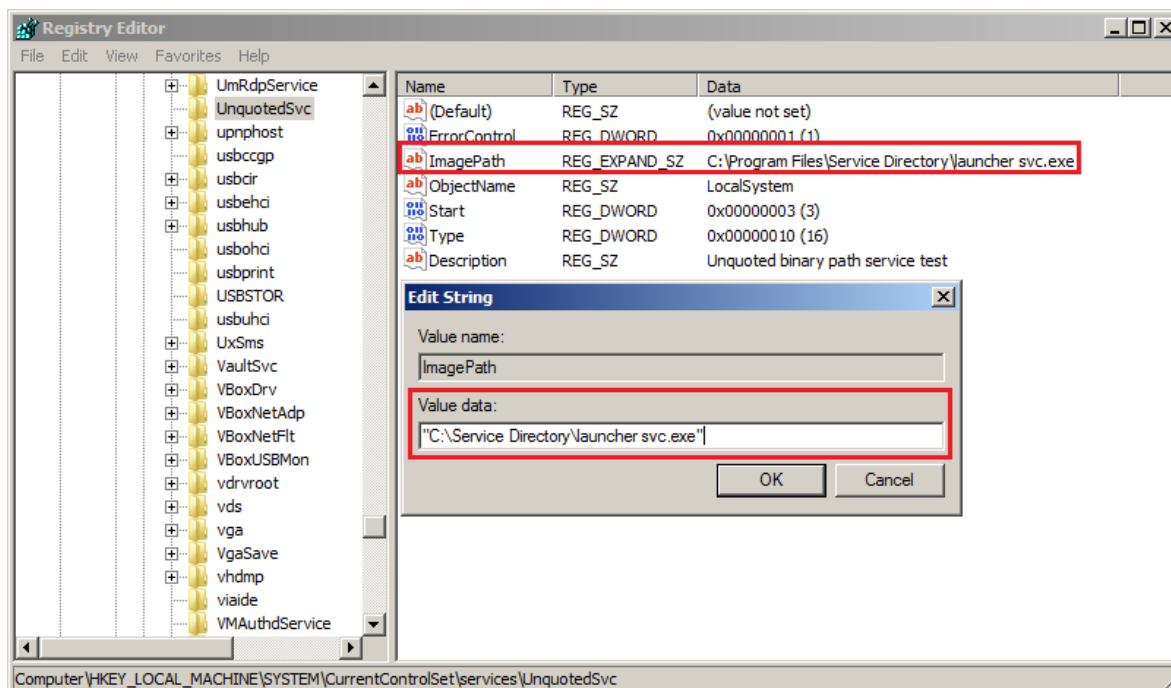 Registry Editor
File Edit View Favorites Help
UmRdpService
UnquotedSvc
upnphost
usbccgp
usbcir
usbehci
usbhub
usbohci
usbprint
USBSTOR
usbuhci
UxSms
VaultSvc
VBoxDrv
VBoxNetAdp
VBoxNetFlt
VBoxUSBMon
vdrvroot
vds
vga
VgaSave
vhdmp
viaide
VMAuthdService
Name Type Data
(Default) REG_SZ (value not set)
ErrorControl REG_DWORD 0x00000001 (1)
ImagePath REG_EXPAND_SZ C:\Program Files\Service Directory\launcher svc.exe
ObjectName REG_SZ LocalSystem
Start REG_DWORD 0x00000003 (3)
Type REG_DWORD 0x00000010 (16)
Description REG_SZ Unquoted binary path service test
Edit String
Value name:
ImagePath
Value data:
"C:\Service Directory\launcher svc.exe"
OK Cancel
Computer\HKEY_LOCAL_MACHINE\SYSTEM\CurrentControlSet\services\UnquotedSvc